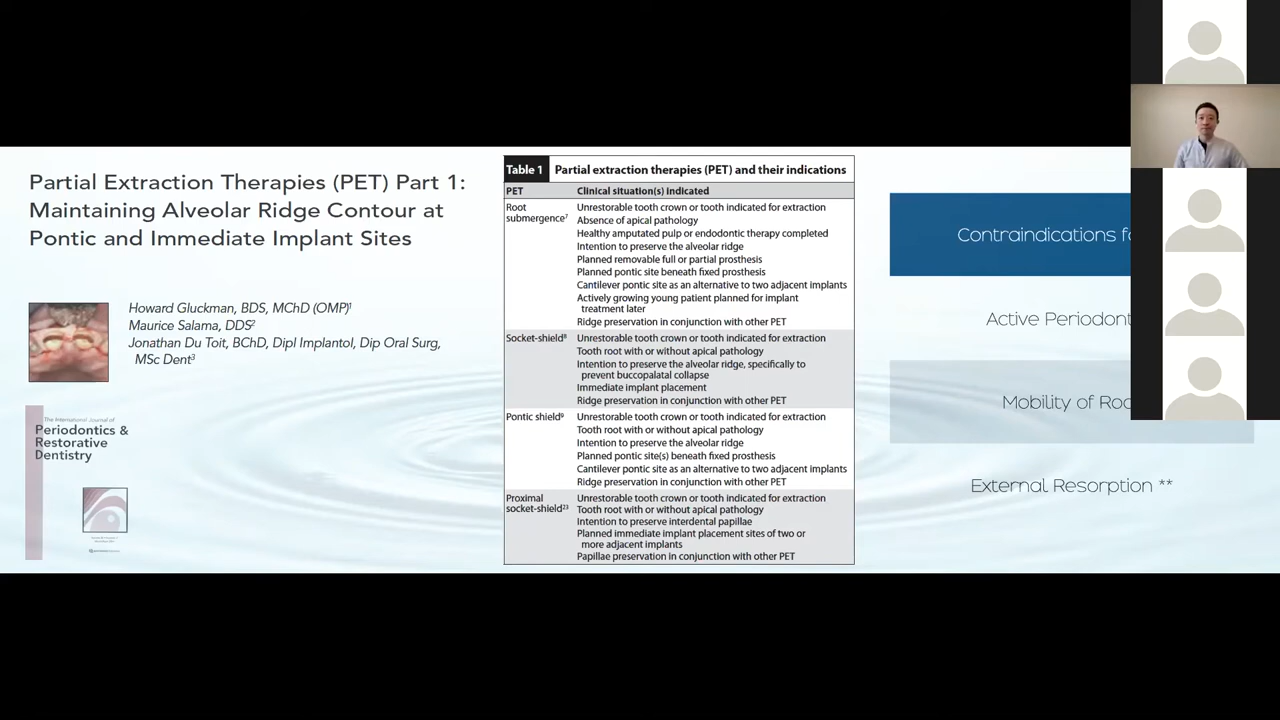 Partial Extraction Therapies (PET) Part 1:
Maintaining Alveolar Ridge Contour at
Pontic and Immediate Implant Sites
Howard Gluckman, BDS, MChD (OMP)¹
Maurice Salama, DDS²
Jonathan Du Toit, BChD, Dipl Implantol, Dip Oral Surg,
MSc Dent³
The International Journal of
Periodontics &
Restorative
Dentistry
Table 1 Partial extraction therapies (PET) and their indications
PET Clinical situation(s) indicated
Root submergence⁷ Unrestorable tooth crown or tooth indicated for extraction
Absence of apical pathology
Healthy amputated pulp or endodontic therapy completed
Intention to preserve the alveolar ridge
Planned removable full or partial prosthesis
Planned pontic site beneath fixed prosthesis
Cantilever pontic site as an alternative to two adjacent implants
Actively growing young patient planned for implant
treatment later
Ridge preservation in conjunction with other PET
Socket-shield⁸ Unrestorable tooth crown or tooth indicated for extraction
Tooth root with or without apical pathology
Intention to preserve the alveolar ridge, specifically to
prevent buccopalatal collapse
Immediate implant placement
Ridge preservation in conjunction with other PET
Pontic shield⁹ Unrestorable tooth crown or tooth indicated for extraction
Tooth root with or without apical pathology
Intention to preserve the alveolar ridge
Planned pontic site(s) beneath fixed prosthesis
Cantilever pontic site as an alternative to two adjacent implants
Ridge preservation in conjunction with other PET
Proximal socket-shield²³ Unrestorable tooth crown or tooth indicated for extraction
Tooth root with or without apical pathology
Intention to preserve interdental papillae
Planned immediate implant placement sites of two or
more adjacent implants
Papillae preservation in conjunction with other PET
Contraindications
Active
Mobility of
External Resorption **